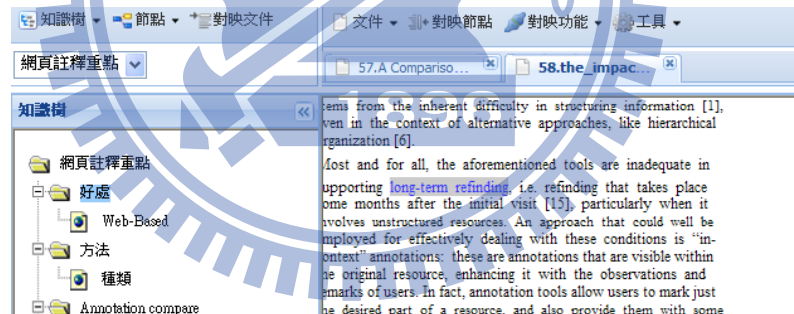 知識樹 節點 對映文件
文件 對映節點 對映功能 工具
網頁註釋重點
57.A Compariso... 58.the_impac...
知識樹
網頁註釋重點
好處
Web-Based
方法
種類
Annotation compare
1896
tems from the inherent difficulty in structuring information [1],
ven in the context of alternative approaches, like hierarchical
rganization [6].
Most and for all, the aforementioned tools are inadequate in
upporting long-term refinding, i.e. refinding that takes place
ome months after the initial visit [15], particularly when it
nvolves unstructured resources. An approach that could well be
mployed for effectively dealing with these conditions is “in-
ontext” annotations: these are annotations that are visible within
he original resource, enhancing it with the observations and
emarks of users. In fact, annotation tools allow users to mark just
he desired part of a resource, and also provide them with some